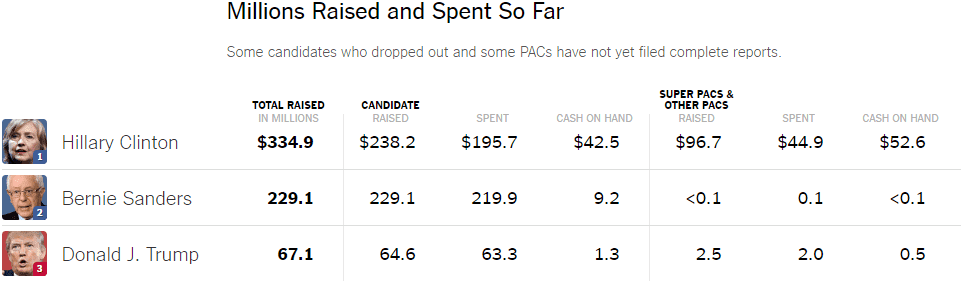 Millions Raised and Spent So Far
Some candidates who dropped out and some PACs have not yet filed complete reports.
TOTAL RAISED IN MILLIONS
CANDIDATE RAISED SPENT CASH ON HAND
SUPER PACS & OTHER PACS RAISED SPENT CASH ON HAND
1 Hillary Clinton $334.9 $238.2 $195.7 $42.5 $96.7 $44.9 $52.6
2 Bernie Sanders 229.1 229.1 219.9 9.2 <0.1 0.1 <0.1
3 Donald J. Trump 67.1 64.6 63.3 1.3 2.5 2.0 0.5